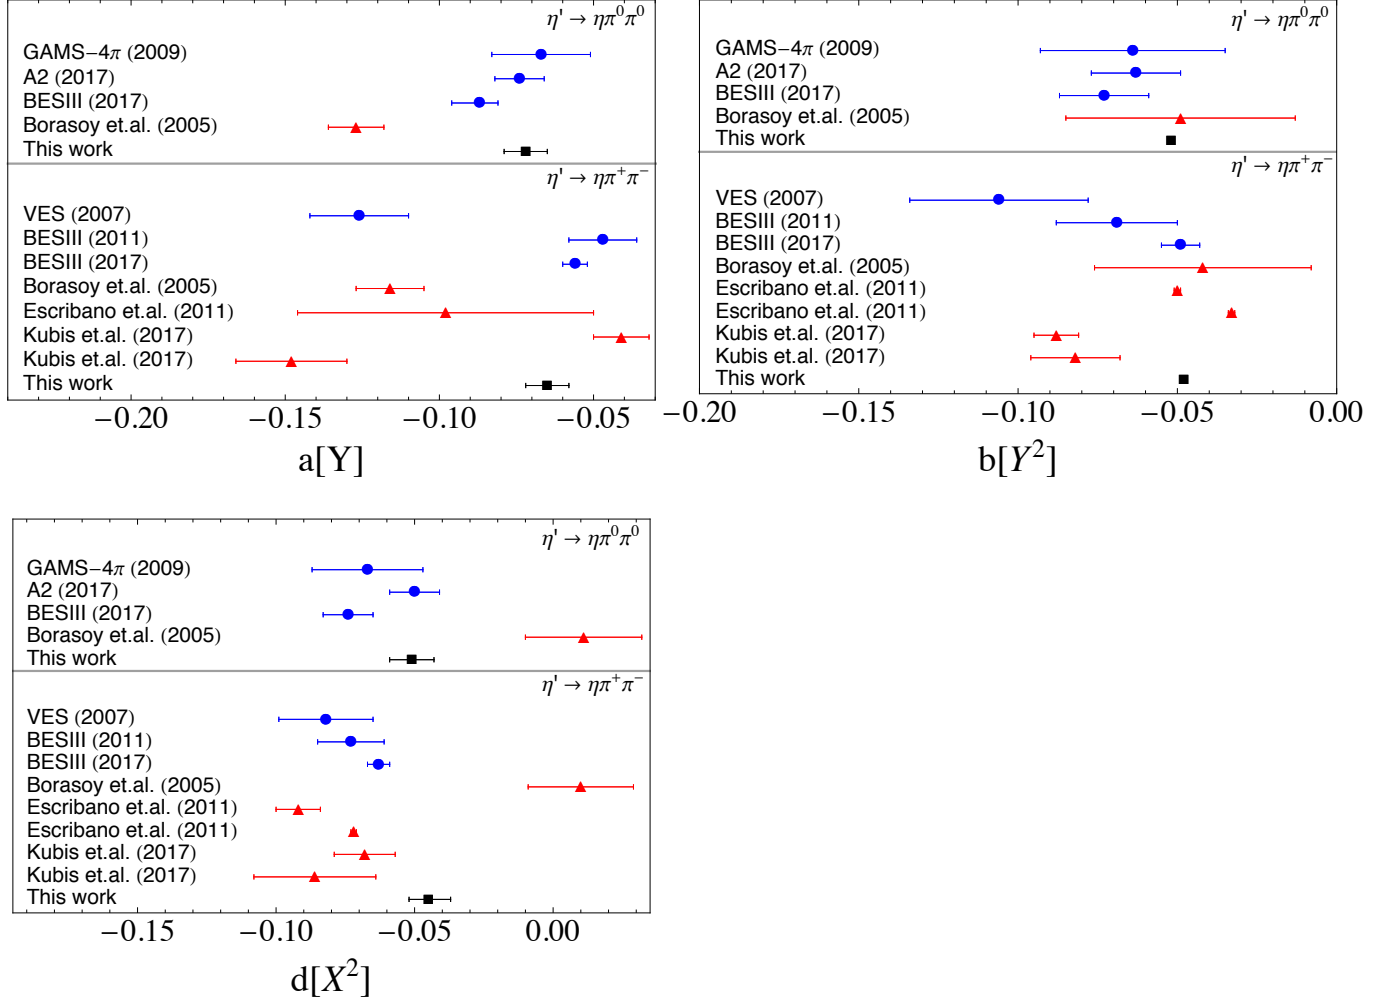 η' → ηπ⁰π⁰
GAMS−4π (2009)
A2 (2017)
BESIII (2017)
Borasoy et.al. (2005)
This work
η' → ηπ⁺π⁻
VES (2007)
BESIII (2011)
BESIII (2017)
Borasoy et.al. (2005)
Escribano et.al. (2011)
Kubis et.al. (2017)
Kubis et.al. (2017)
This work
−0.20 −0.15 −0.10 −0.05
a[Y]
η' → ηπ⁰π⁰
GAMS−4π (2009)
A2 (2017)
BESIII (2017)
Borasoy et.al. (2005)
This work
η' → ηπ⁺π⁻
VES (2007)
BESIII (2011)
BESIII (2017)
Borasoy et.al. (2005)
Escribano et.al. (2011)
Escribano et.al. (2011)
Kubis et.al. (2017)
Kubis et.al. (2017)
This work
−0.20 −0.15 −0.10 −0.05 0.00
b[Y²]
η' → ηπ⁰π⁰
GAMS−4π (2009)
A2 (2017)
BESIII (2017)
Borasoy et.al. (2005)
This work
η' → ηπ⁺π⁻
VES (2007)
BESIII (2011)
BESIII (2017)
Borasoy et.al. (2005)
Escribano et.al. (2011)
Escribano et.al. (2011)
Kubis et.al. (2017)
Kubis et.al. (2017)
This work
−0.15 −0.10 −0.05 0.00
d[X²]